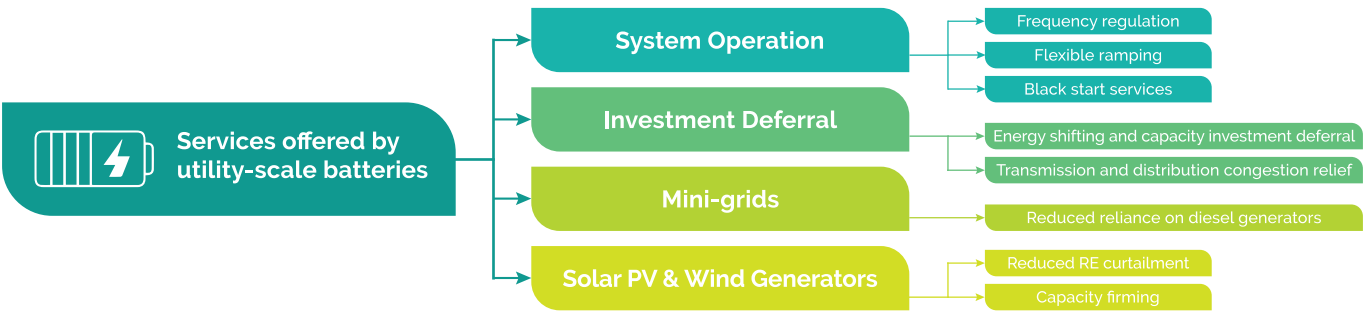 Services offered by
utility-scale batteries
System Operation
Frequency regulation
Flexible ramping
Black start services
Investment Deferral
Energy shifting and capacity investment deferral
Transmission and distribution congestion relief
Mini-grids
Reduced reliance on diesel generators
Solar PV & Wind Generators
Reduced RE curtailment
Capacity firming